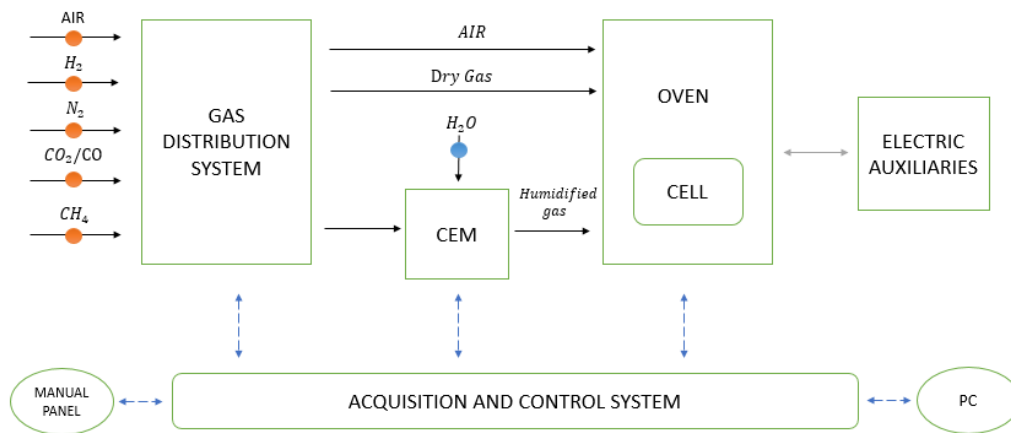 AIR
H₂
N₂
CO₂/CO
CH₄
GAS
DISTRIBUTION
SYSTEM
AIR
Dry Gas
H₂O
CEM
Humidified
gas
OVEN
CELL
ELECTRIC
AUXILIARIES
MANUAL
PANEL
ACQUISITION AND CONTROL SYSTEM
PC